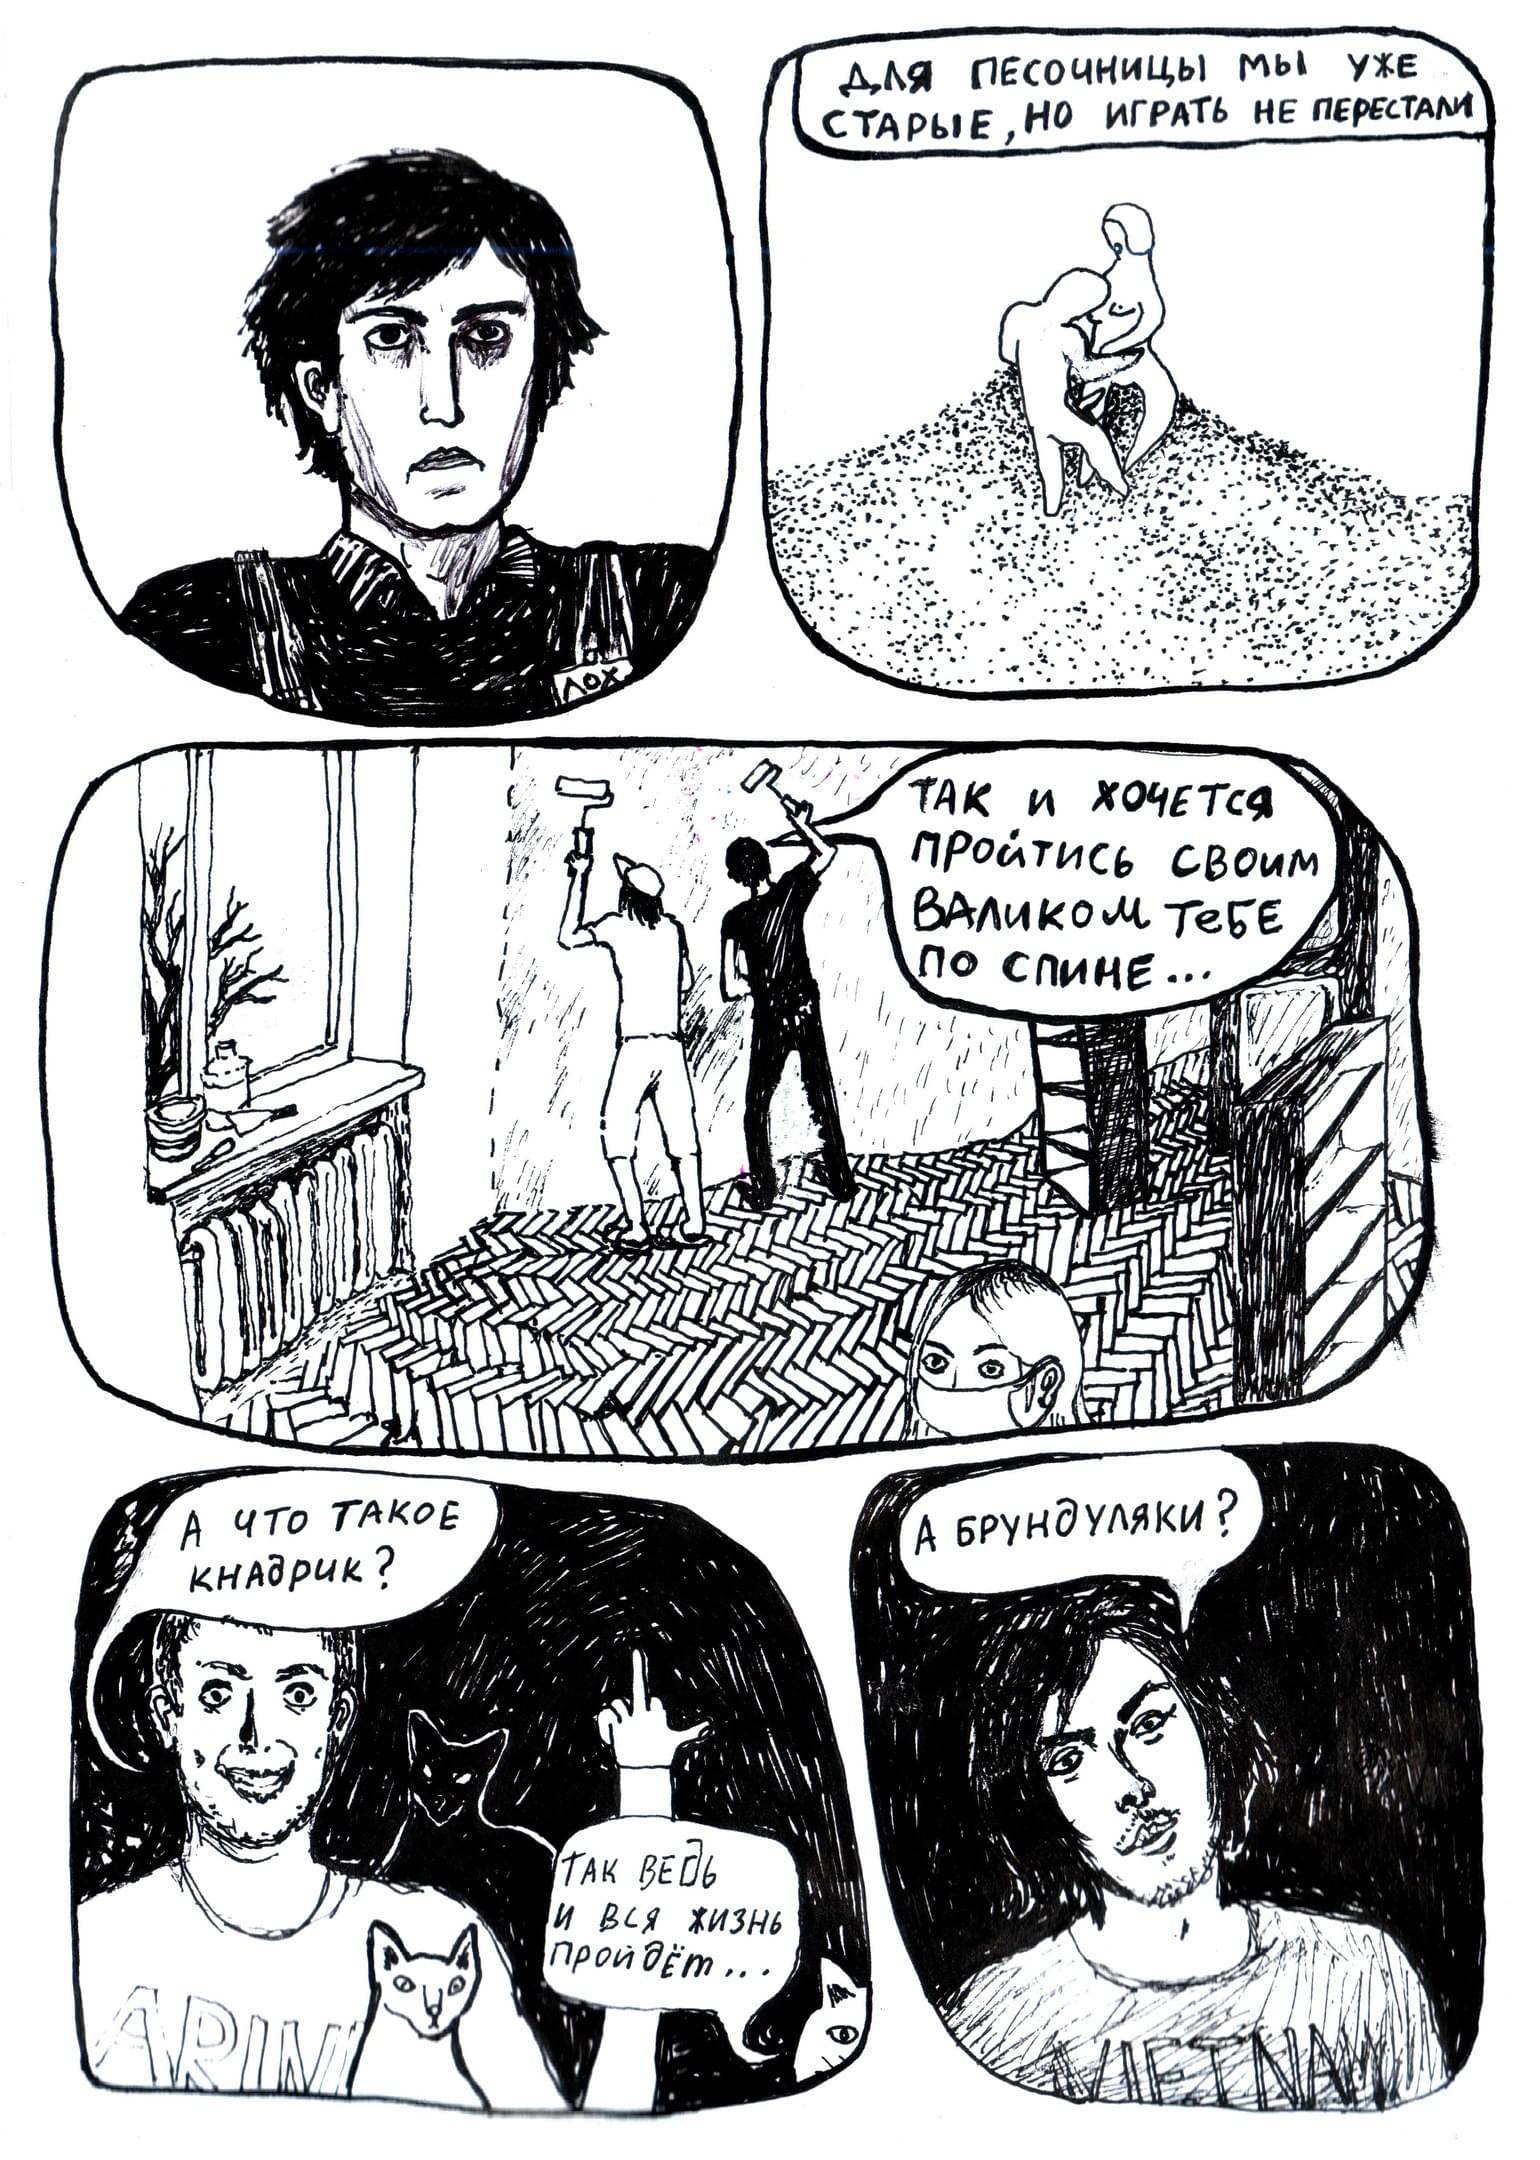 ДЛЯ ПЕСОЧНИЦЫ МЫ УЖЕ
СТАРЫЕ, НО ИГРАТЬ НЕ ПЕРЕСТАЛИ
ЛОХ
ТАК И ХОЧЕТСЯ
ПРОЙТИСЬ СВОИМ
ВАЛИКОМ ТЕБЕ
ПО СПИНЕ...
А ЧТО ТАКОЕ
КНАДРИК?
ТАК ВЕДЬ
И ВСЯ ЖИЗНЬ
ПРОЙДЁТ...
ARIN
А БРУНДУЛЯКИ?
VIETNAM